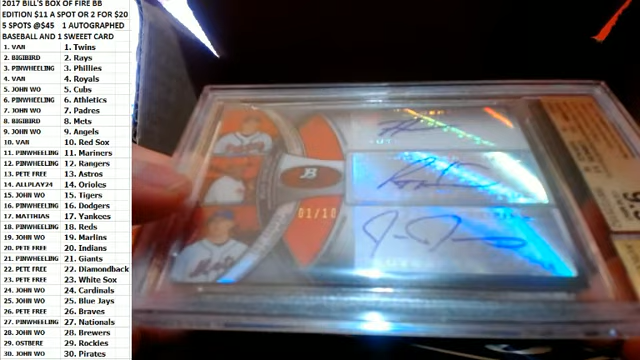 2017 BILL'S BOX OF FIRE BB
EDITION $11 A SPOT OR 2 FOR $20
5 SPOTS @$45 1 AUTOGRAPHED
BASEBALL AND 1 SWEEET CARD
1. VAN 1. Twins
2. BIGIBIRD 2. Rays
3. PINWHEELING 3. Phillies
4. VAN 4. Royals
5. JOHN WO 5. Cubs
6. PINWHEELING 6. Athletics
7. JOHN WO 7. Padres
8. BIGIBIRD 8. Mets
9. JOHN WO 9. Angels
10. VAN 10. Red Sox
11. PINWHEELING 11. Mariners
12. PINWHEELING 12. Rangers
13. PETE FREE 13. Astros
14. ALLPLAY24 14. Orioles
15. JOHN WO 15. Tigers
16. PINWHEELING 16. Dodgers
17. MATTHIAS 17. Yankees
18. PINWHEELING 18. Reds
19. JOHN WO 19. Marlins
20. PETE FREE 20. Indians
21. PINWHEELING 21. Giants
22. PETE FREE 22. Diamondback
23. PETE FREE 23. White Sox
24. JOHN WO 24. Cardinals
25. JOHN WO 25. Blue Jays
26. PETE FREE 26. Braves
27. PINWHEELING 27. Nationals
28. JOHN WO 28. Brewers
29. OSTBERE 29. Rockies
30. JOHN WO 30. Pirates
B
01/10
Mets
9